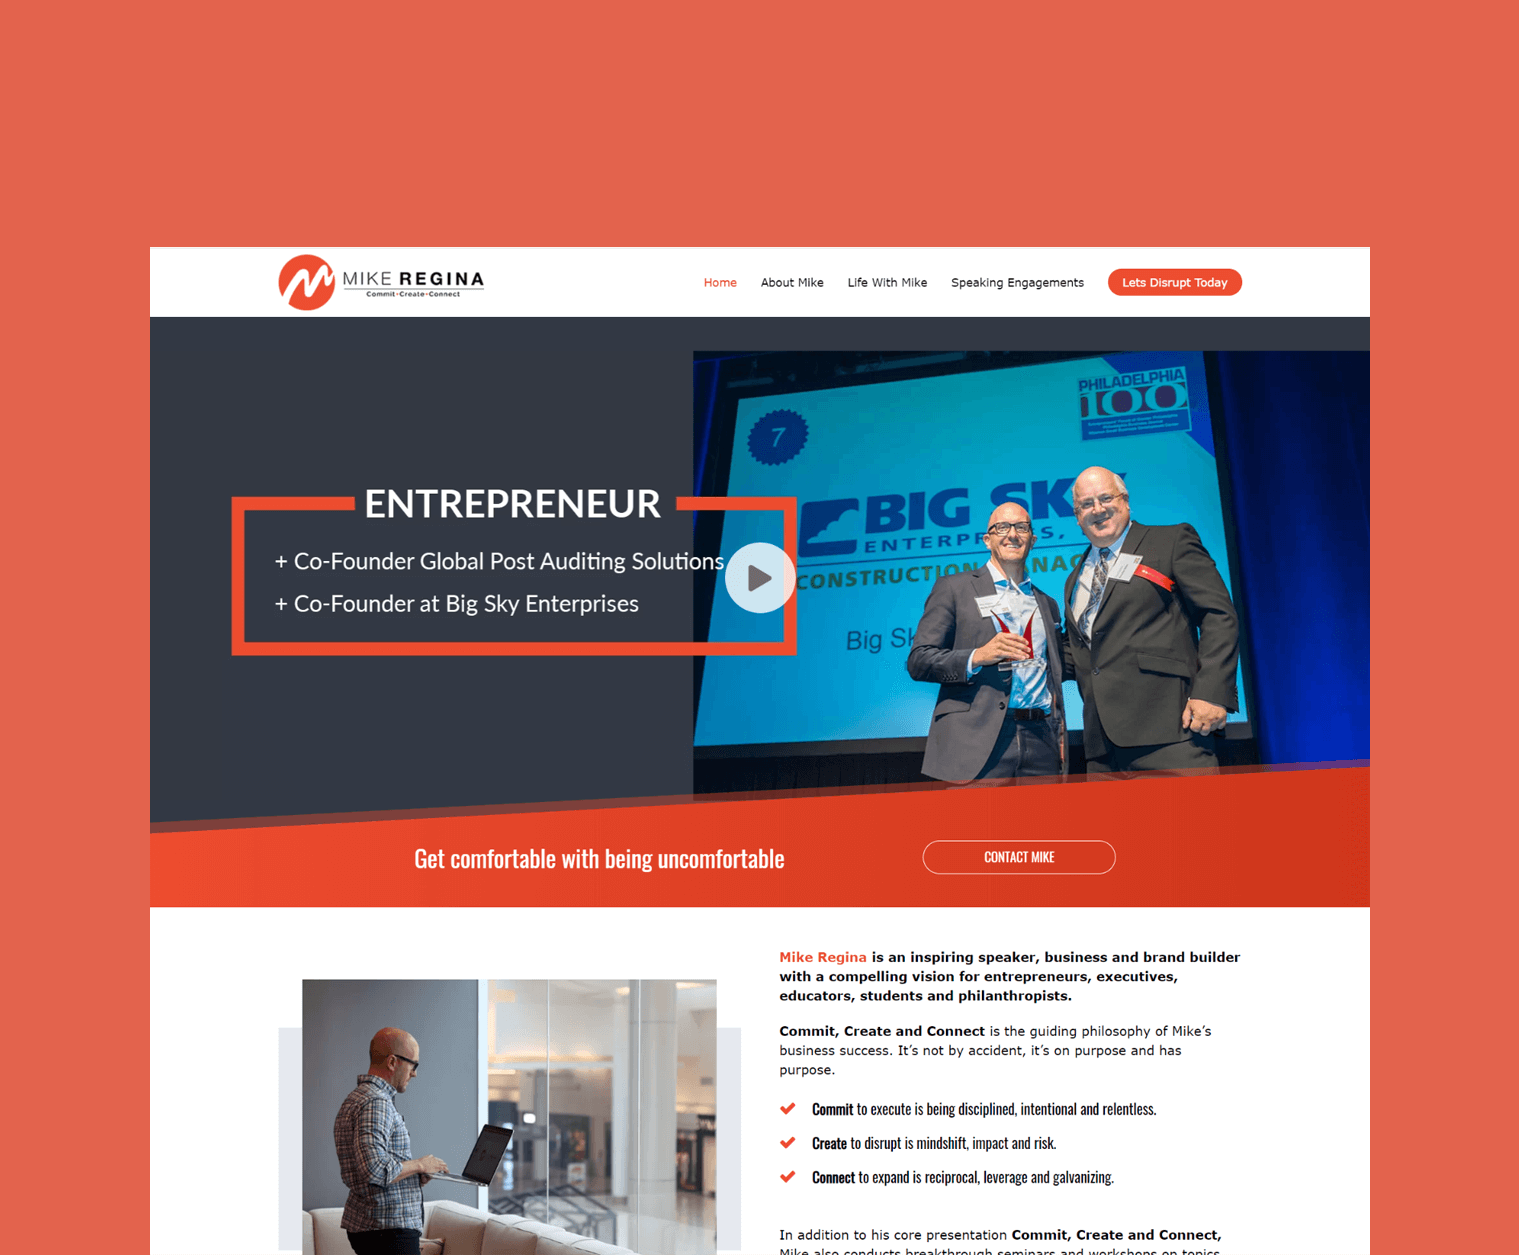 MIKE REGINA
Commit•Create•Connect
Home
About Mike
Life With Mike
Speaking Engagements
Lets Disrupt Today
7
PHILADELPHIA
100
BIG SK
ENTERPR
CONSTRUCTION
Big Sk
ENTREPRENEUR
+ Co-Founder Global Post Auditing Solutions
+ Co-Founder at Big Sky Enterprises
Get comfortable with being uncomfortable
CONTACT MIKE
Mike Regina is an inspiring speaker, business and brand builder
with a compelling vision for entrepreneurs, executives,
educators, students and philanthropists.
Commit, Create and Connect is the guiding philosophy of Mike’s
business success. It’s not by accident, it’s on purpose and has
purpose.
Commit to execute is being disciplined, intentional and relentless.
Create to disrupt is mindshift, impact and risk.
Connect to expand is reciprocal, leverage and galvanizing.
In addition to his core presentation Commit, Create and Connect,
Mike also conducts breakthrough seminars and workshops on topics